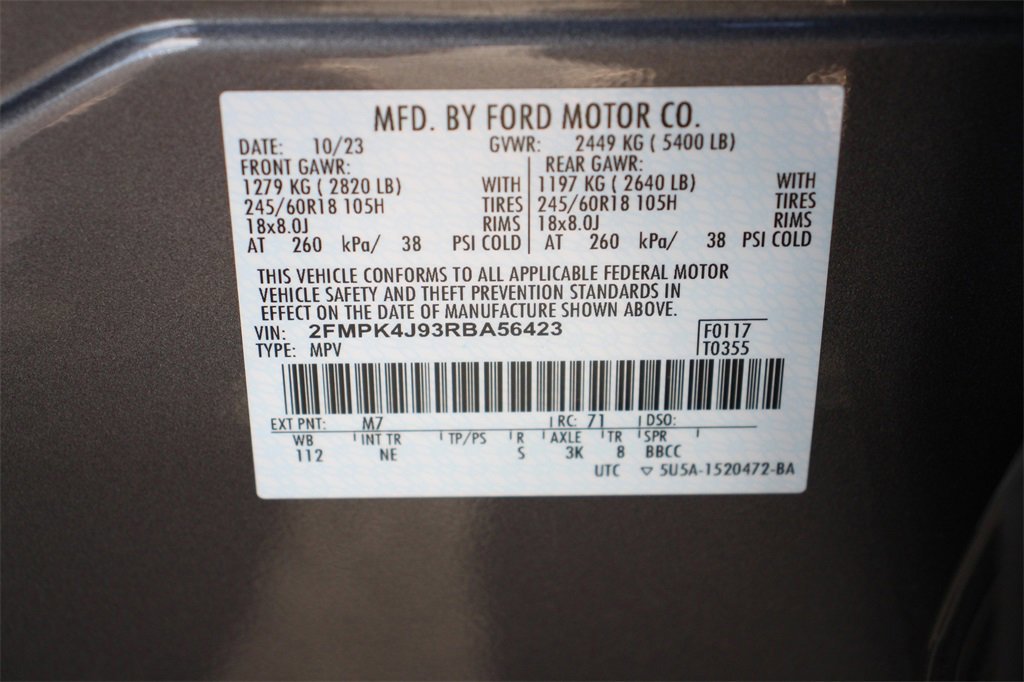 MFD. BY FORD MOTOR CO.
DATE: 10/23 GVWR: 2449 KG ( 5400 LB)
FRONT GAWR: REAR GAWR:
1279 KG ( 2820 LB) WITH 1197 KG ( 2640 LB) WITH
245/60R18 105H TIRES 245/60R18 105H TIRES
18x8.0J RIMS 18x8.0J RIMS
AT 260 kPa/ 38 PSI COLD AT 260 kPa/ 38 PSI COLD
THIS VEHICLE CONFORMS TO ALL APPLICABLE FEDERAL MOTOR
VEHICLE SAFETY AND THEFT PREVENTION STANDARDS IN
EFFECT ON THE DATE OF MANUFACTURE SHOWN ABOVE.
VIN: 2FMPK4J93RBA56423 F0117
TYPE: MPV T0355
EXT PNT: M7 RC: 71 DSO:
WB INT TR TP/PS R AXLE TR SPR
112 NE S 3K 8 BBCC
UTC ▽ 5U5A-1520472-BA